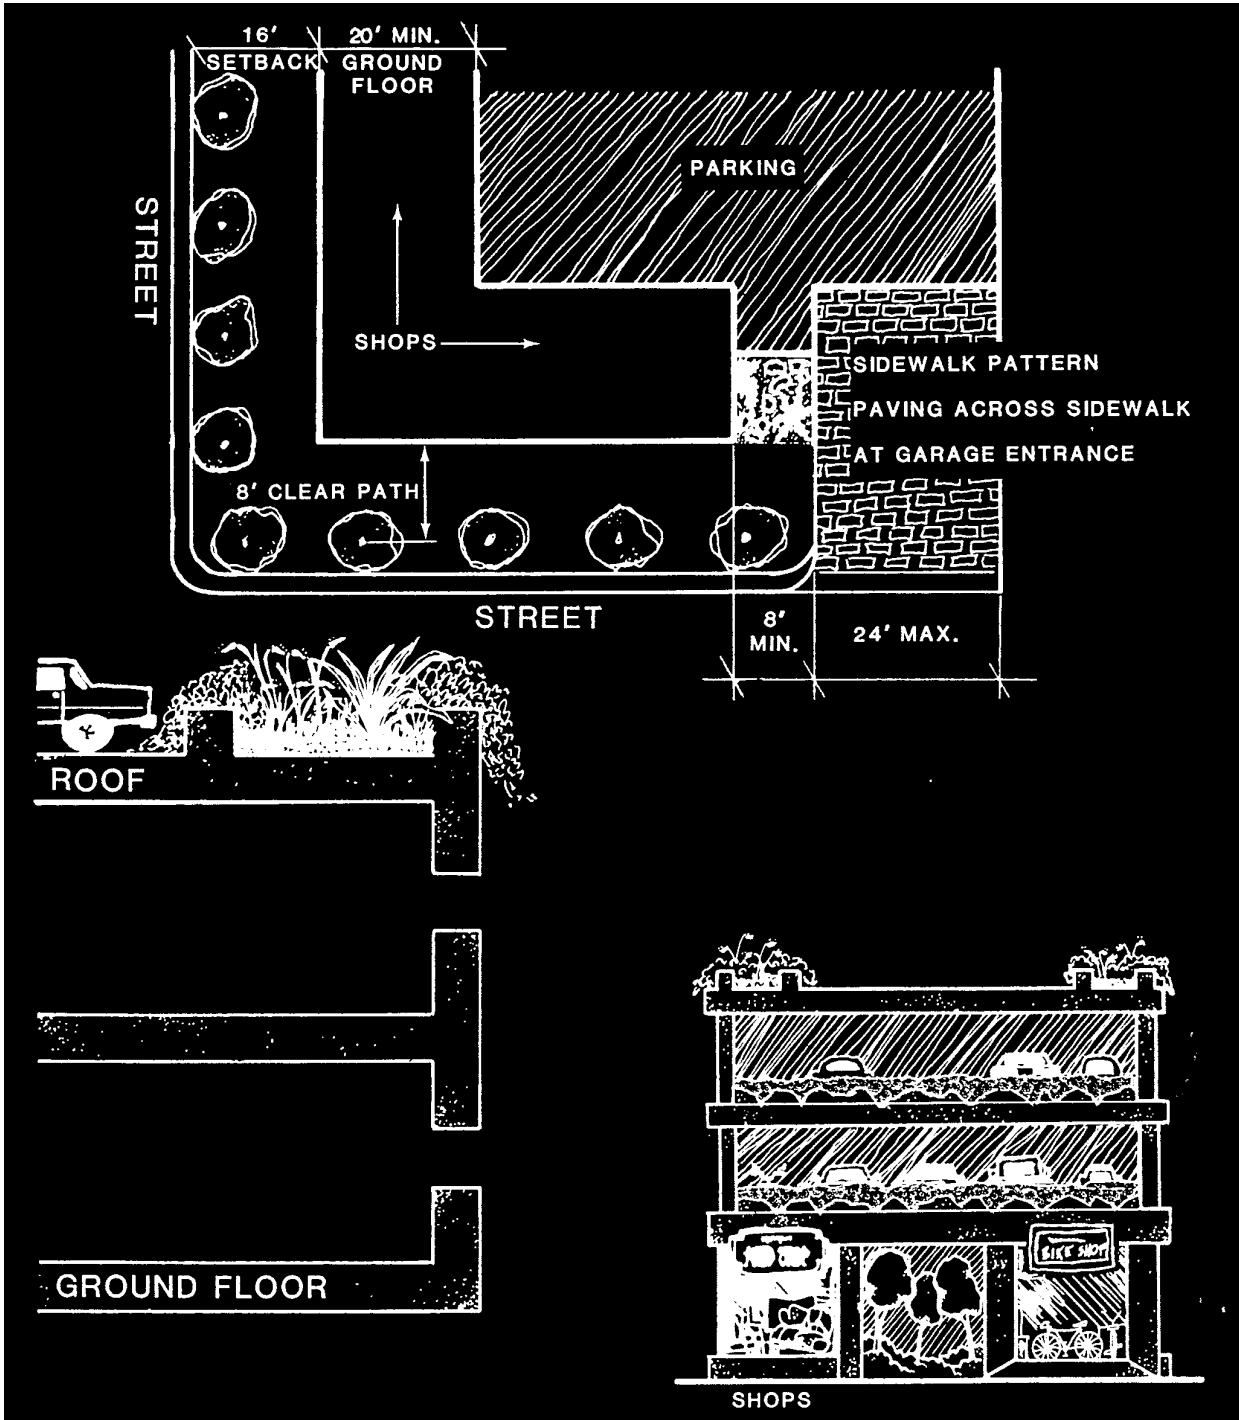 16' 20' MIN.
SETBACK GROUND
FLOOR
PARKING
STREET
SHOPS
SIDEWALK PATTERN
PAVING ACROSS SIDEWALK
AT GARAGE ENTRANCE
8' CLEAR PATH
STREET
8'
MIN.
24' MAX.
ROOF
GROUND FLOOR
BIKE SHOP
SHOPS